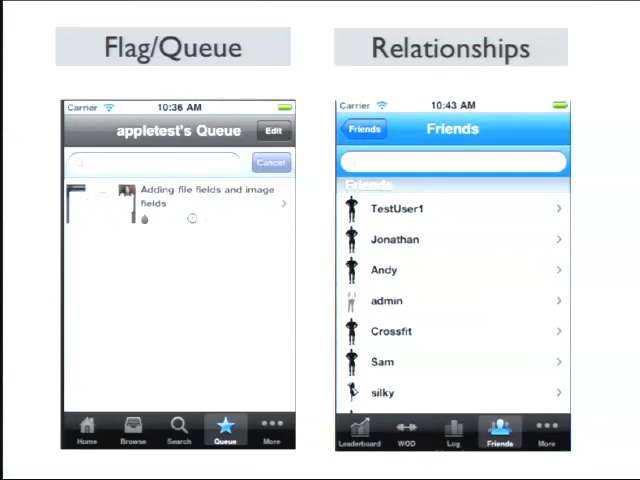 Flag/Queue
Relationships
Carrier 10:36 AM
appletest's Queue Edit
Cancel
Adding file fields and image
fields
Home Browse Search Queue More
Carrier 10:43 AM
Friends Friends
Friends
TestUser1
Jonathan
Andy
admin
Crossfit
Sam
silky
Leaderboard WOD Log Friends More